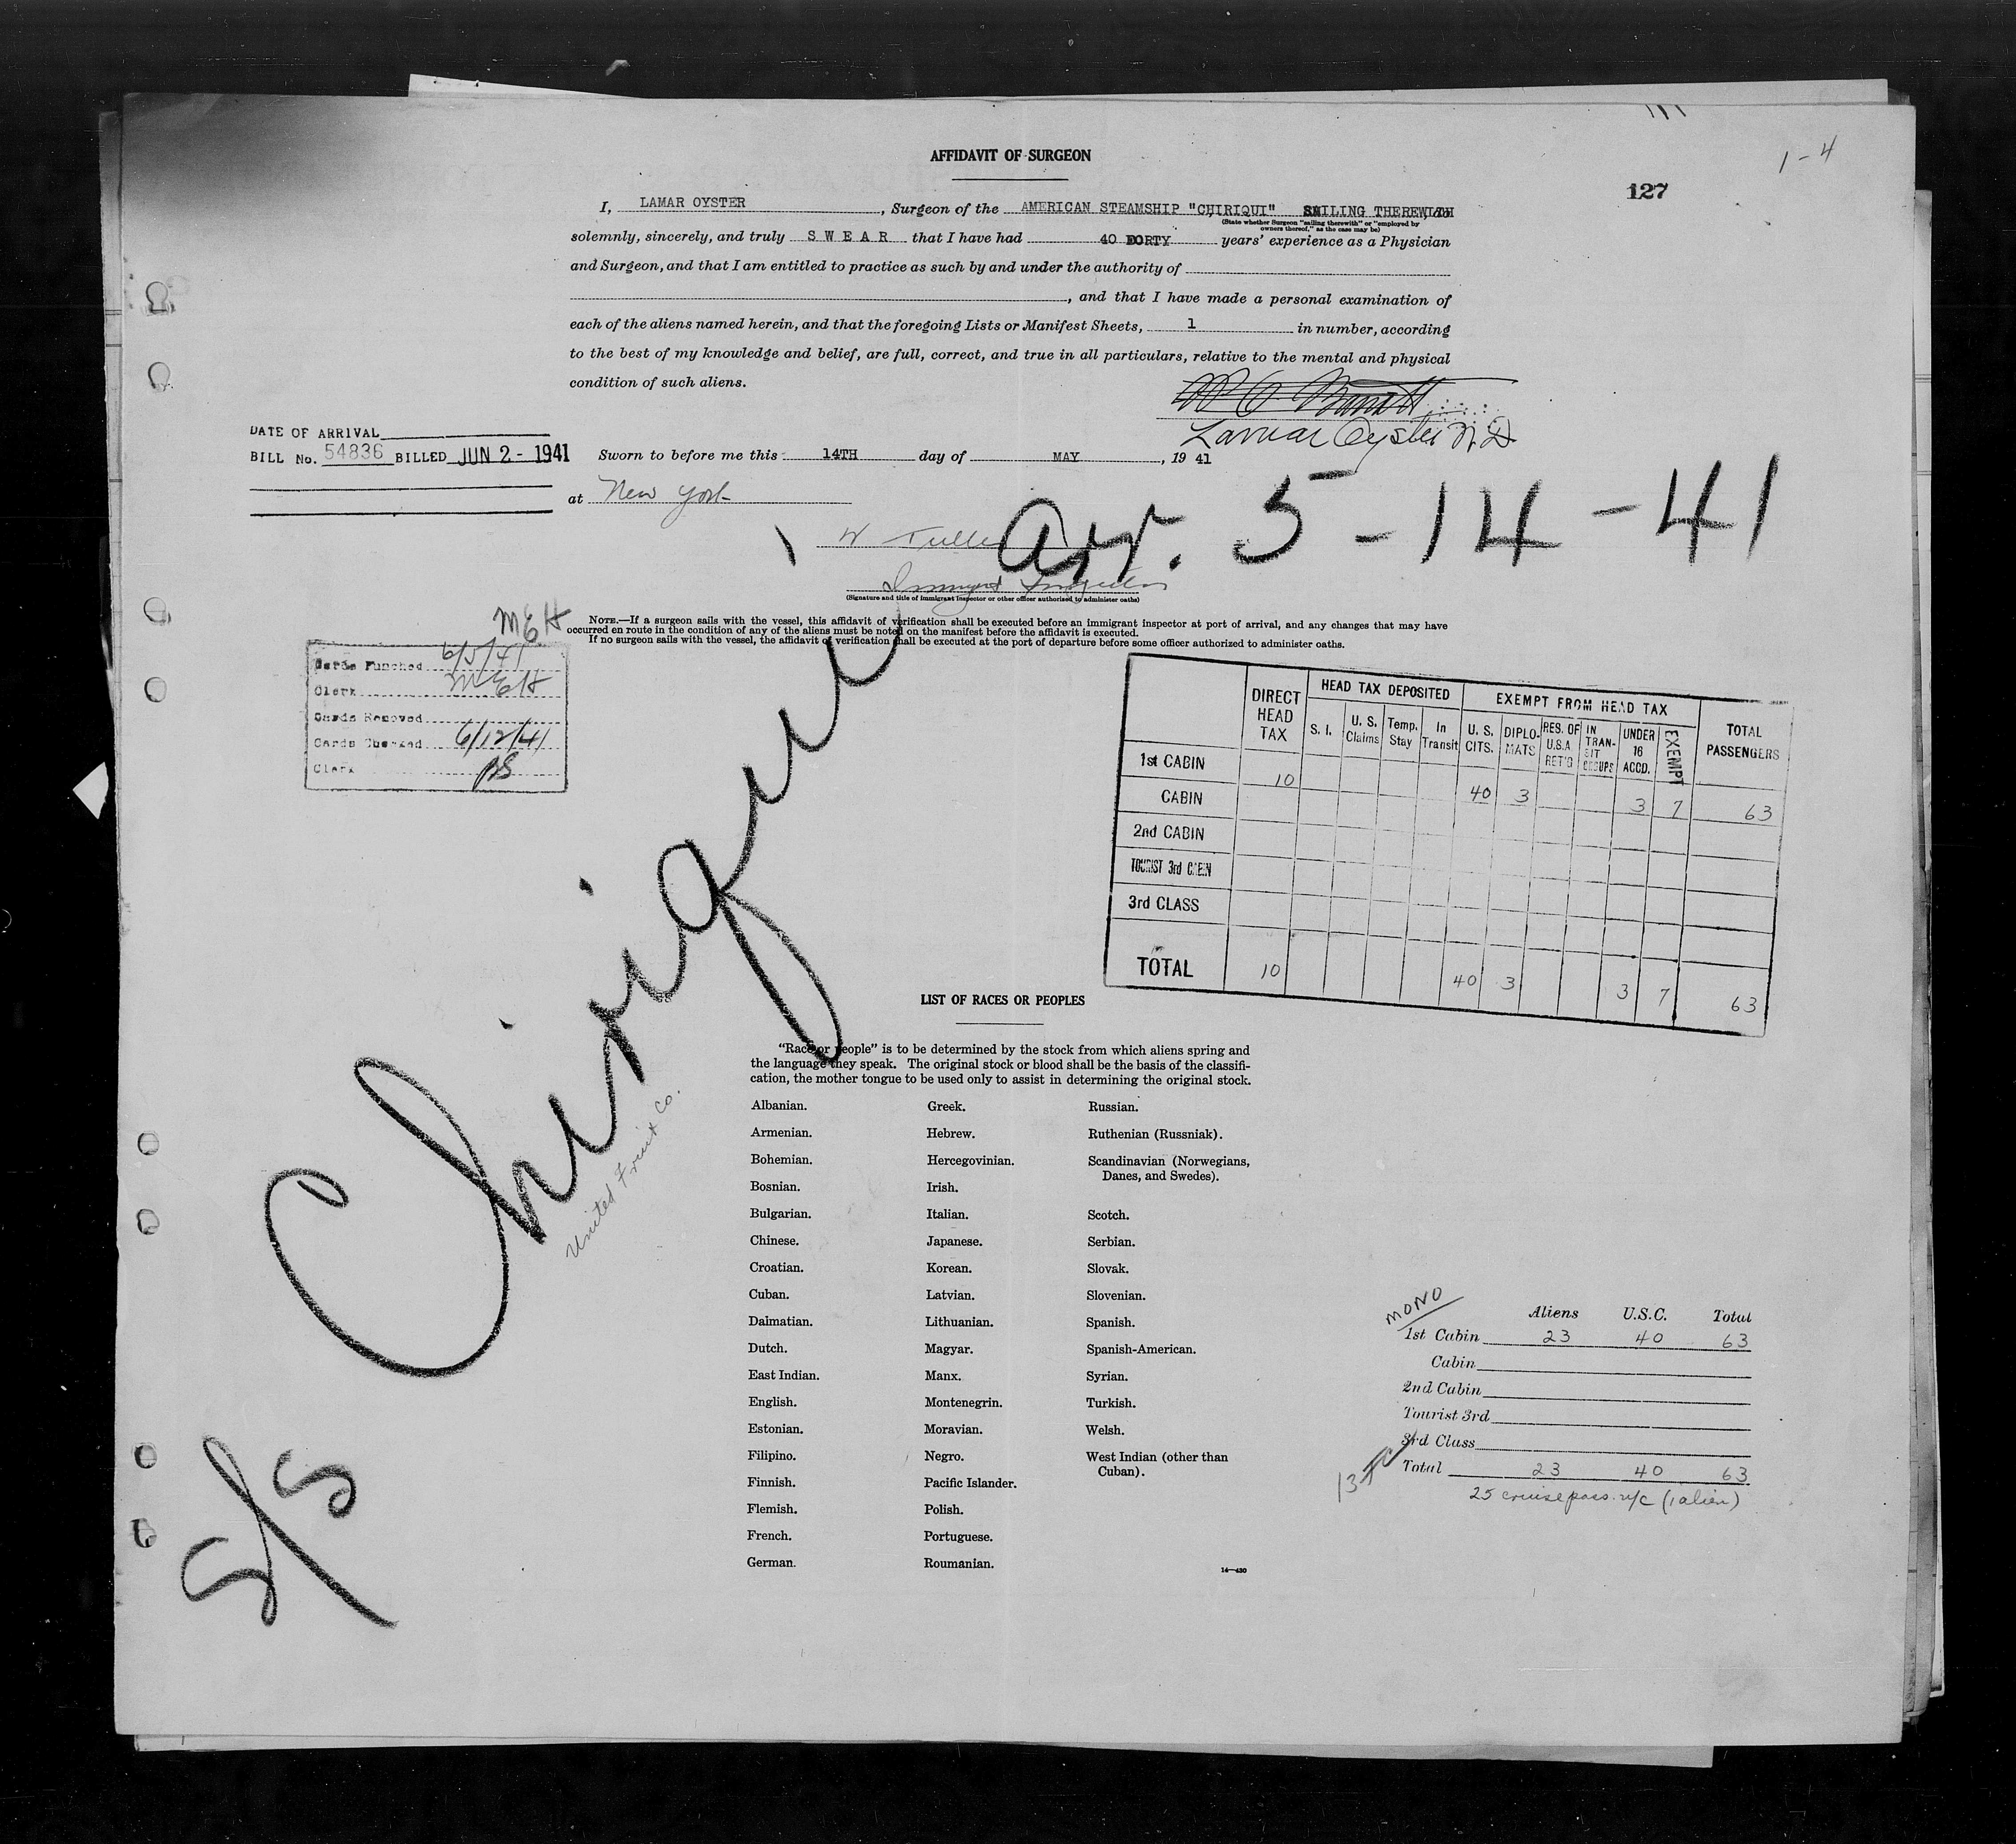 1-4
127
AFFIDAVIT OF SURGEON
I, LAMAR OYSTER, Surgeon of the AMERICAN STEAMSHIP "CHIRIQUI" SAILING THEREWITH
(State whether Surgeon "sailing therewith" or "employed by
owners thereof," as the case may be)
solemnly, sincerely, and truly S W E A R that I have had 40 FORTY years' experience as a Physician
and Surgeon, and that I am entitled to practice as such by and under the authority of
, and that I have made a personal examination of
each of the aliens named herein, and that the foregoing Lists or Manifest Sheets, 1 in number, according
to the best of my knowledge and belief, are full, correct, and true in all particulars, relative to the mental and physical
condition of such aliens.
Lamar Oyster M.D
DATE OF ARRIVAL
BILL No. 54836 BILLED JUN 2 - 1941
Sworn to before me this 14TH day of MAY, 19 41
at New York
Arr. 5-14-41
W Tuller
Immigrant Inspector
(Signature and title of immigrant inspector or other officer authorized to administer oaths)
NOTE.—If a surgeon sails with the vessel, this affidavit of verification shall be executed before an immigrant inspector at port of arrival, and any changes that may have
occurred en route in the condition of any of the aliens must be noted on the manifest before the affidavit is executed.
If no surgeon sails with the vessel, the affidavit of verification shall be executed at the port of departure before some officer authorized to administer oaths.
MEH
Cards Punched 6/5/41
Clerk MEH
Cards Removed
Cards Checked 6/12/41
Clerk
DIRECT HEAD TAX
HEAD TAX DEPOSITED
EXEMPT FROM HEAD TAX
TOTAL PASSENGERS
S. I. U. S. Claims Temp. Stay In Transit U. S. CITS. DIPLOMATS RES. OF U.S.A RET'G IN TRANSIT GROUPS UNDER 16 ACCD. EXEMPT
1st CABIN 10 40 3 3 7 63
CABIN
2nd CABIN
TOURIST 3rd CABIN
3rd CLASS
TOTAL 10 40 3 3 7 63
S/S Chiriqui
United Fruit Co.
LIST OF RACES OR PEOPLES
"Race or people" is to be determined by the stock from which aliens spring and
the language they speak. The original stock or blood shall be the basis of the classifi-
cation, the mother tongue to be used only to assist in determining the original stock.
Albanian.
Armenian.
Bohemian.
Bosnian.
Bulgarian.
Chinese.
Croatian.
Cuban.
Dalmatian.
Dutch.
East Indian.
English.
Estonian.
Filipino.
Finnish.
Flemish.
French.
German.
Greek.
Hebrew.
Hercegovinian.
Irish.
Italian.
Japanese.
Korean.
Latvian.
Lithuanian.
Magyar.
Manx.
Montenegrin.
Moravian.
Negro.
Pacific Islander.
Polish.
Portuguese.
Roumanian.
Russian.
Ruthenian (Russniak).
Scandinavian (Norwegians,
Danes, and Swedes).
Scotch.
Serbian.
Slovak.
Slovenian.
Spanish.
Spanish-American.
Syrian.
Turkish.
Welsh.
West Indian (other than
Cuban).
14—430
MONO
Aliens U.S.C. Total
1st Cabin 23 40 63
Cabin
2nd Cabin
Tourist 3rd
3rd Class
Total 23 40 63
25 cruise pass. n/c (1 alien)